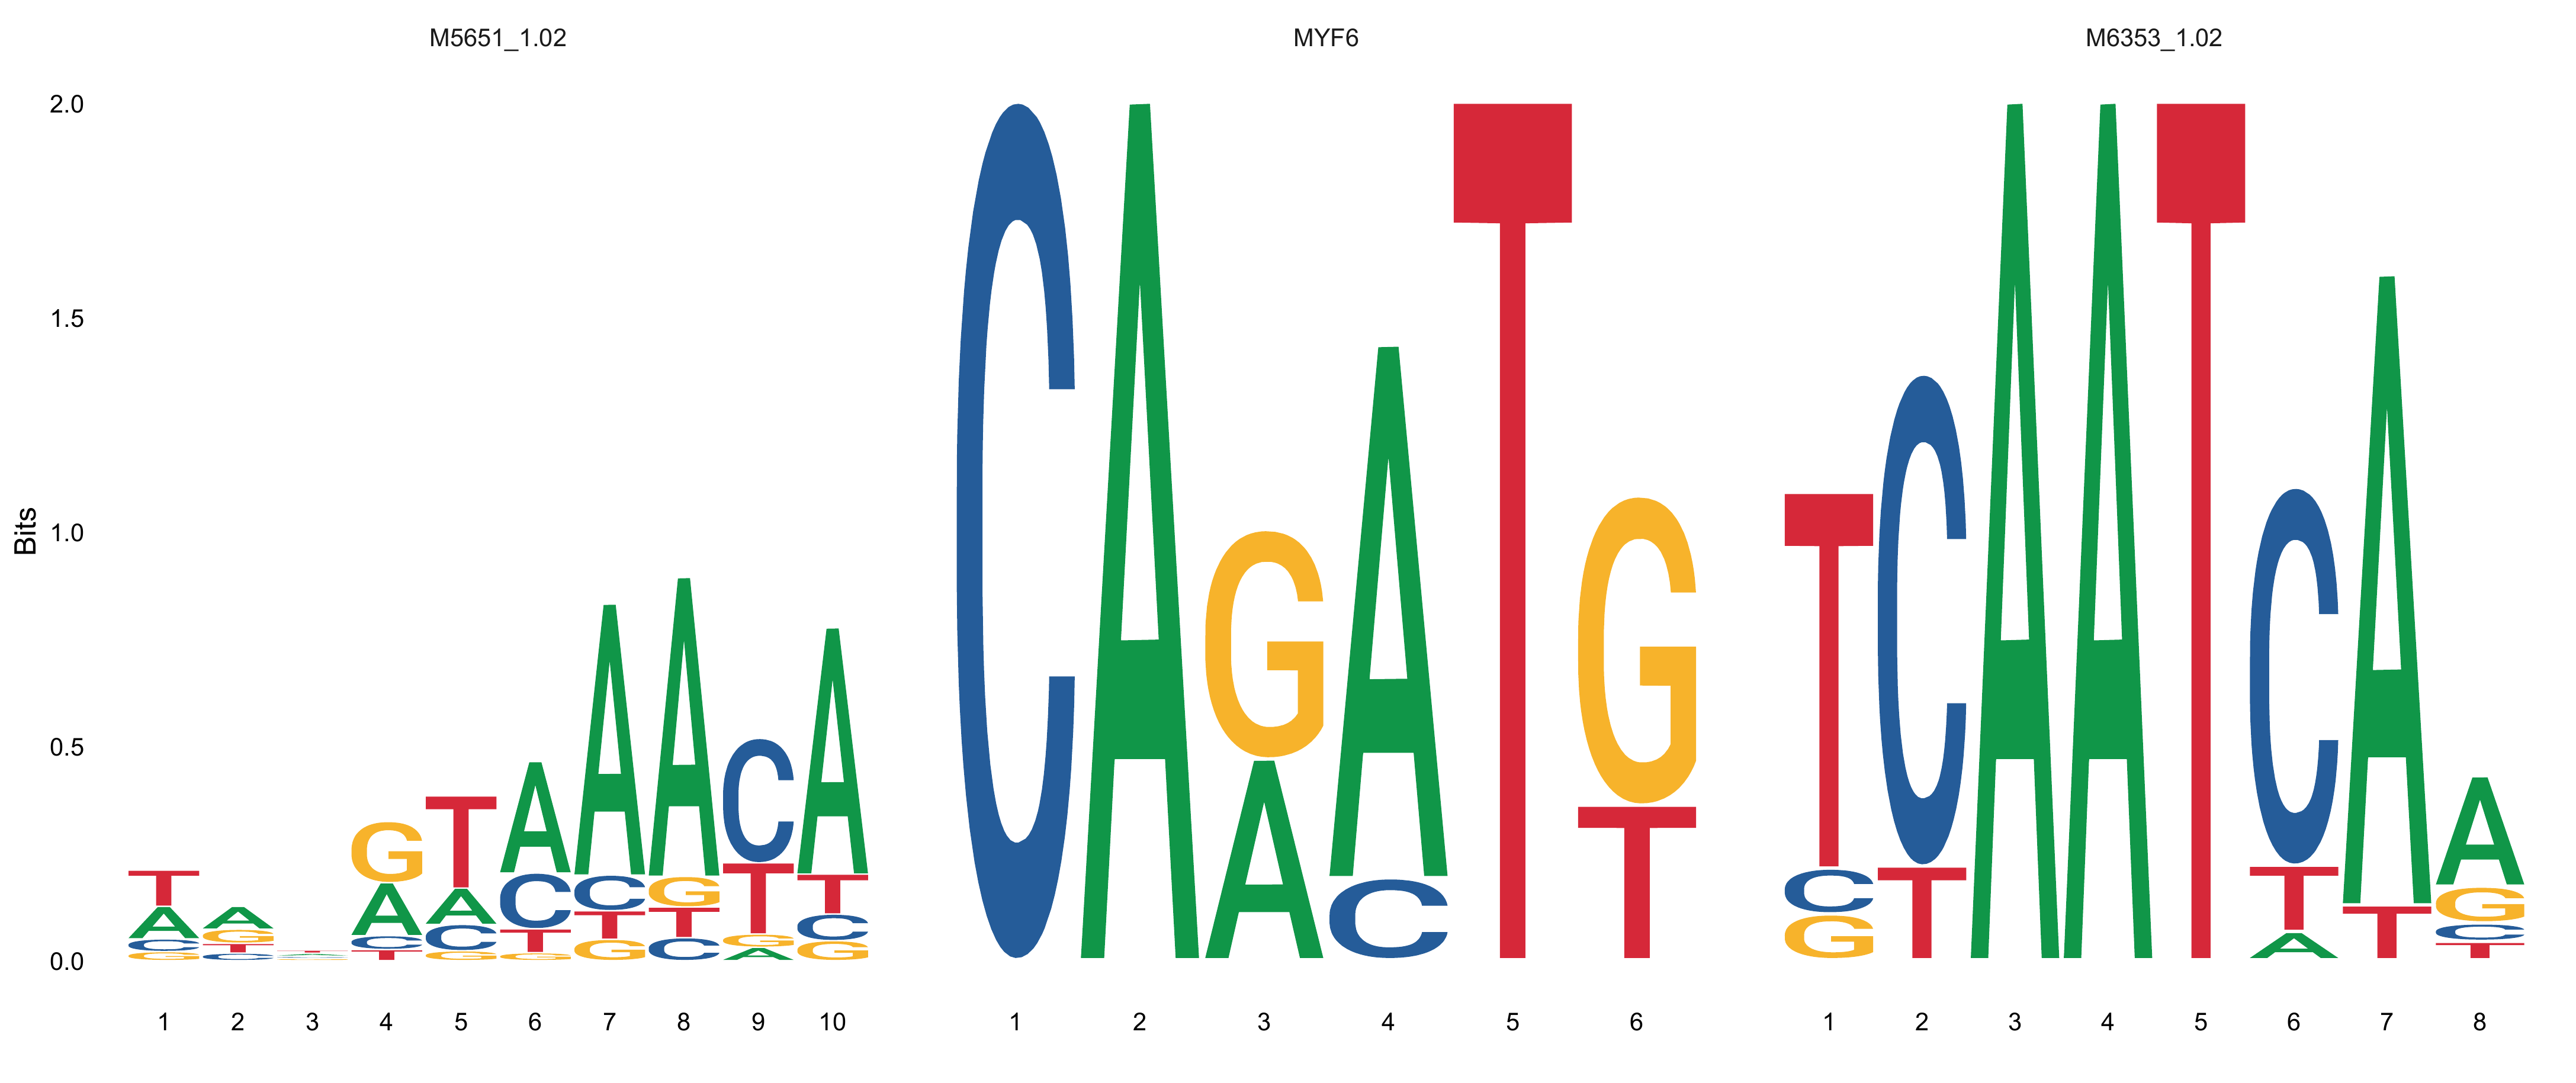 M5651_1.02 MYF6 M6353_1.02
2.0
1.5
1.0
0.5
0.0
Bits
T A C G
A G T C
T A
G A C T
T A C G
A C T G
A C T G
A G T C
C T G A
A T C G
C
A
G A
A C
T
G T
T C G
C T
A
A
T
C T A
A T
A G C T
1 2 3 4 5 6 7 8 9 10 1 2 3 4 5 6 1 2 3 4 5 6 7 8